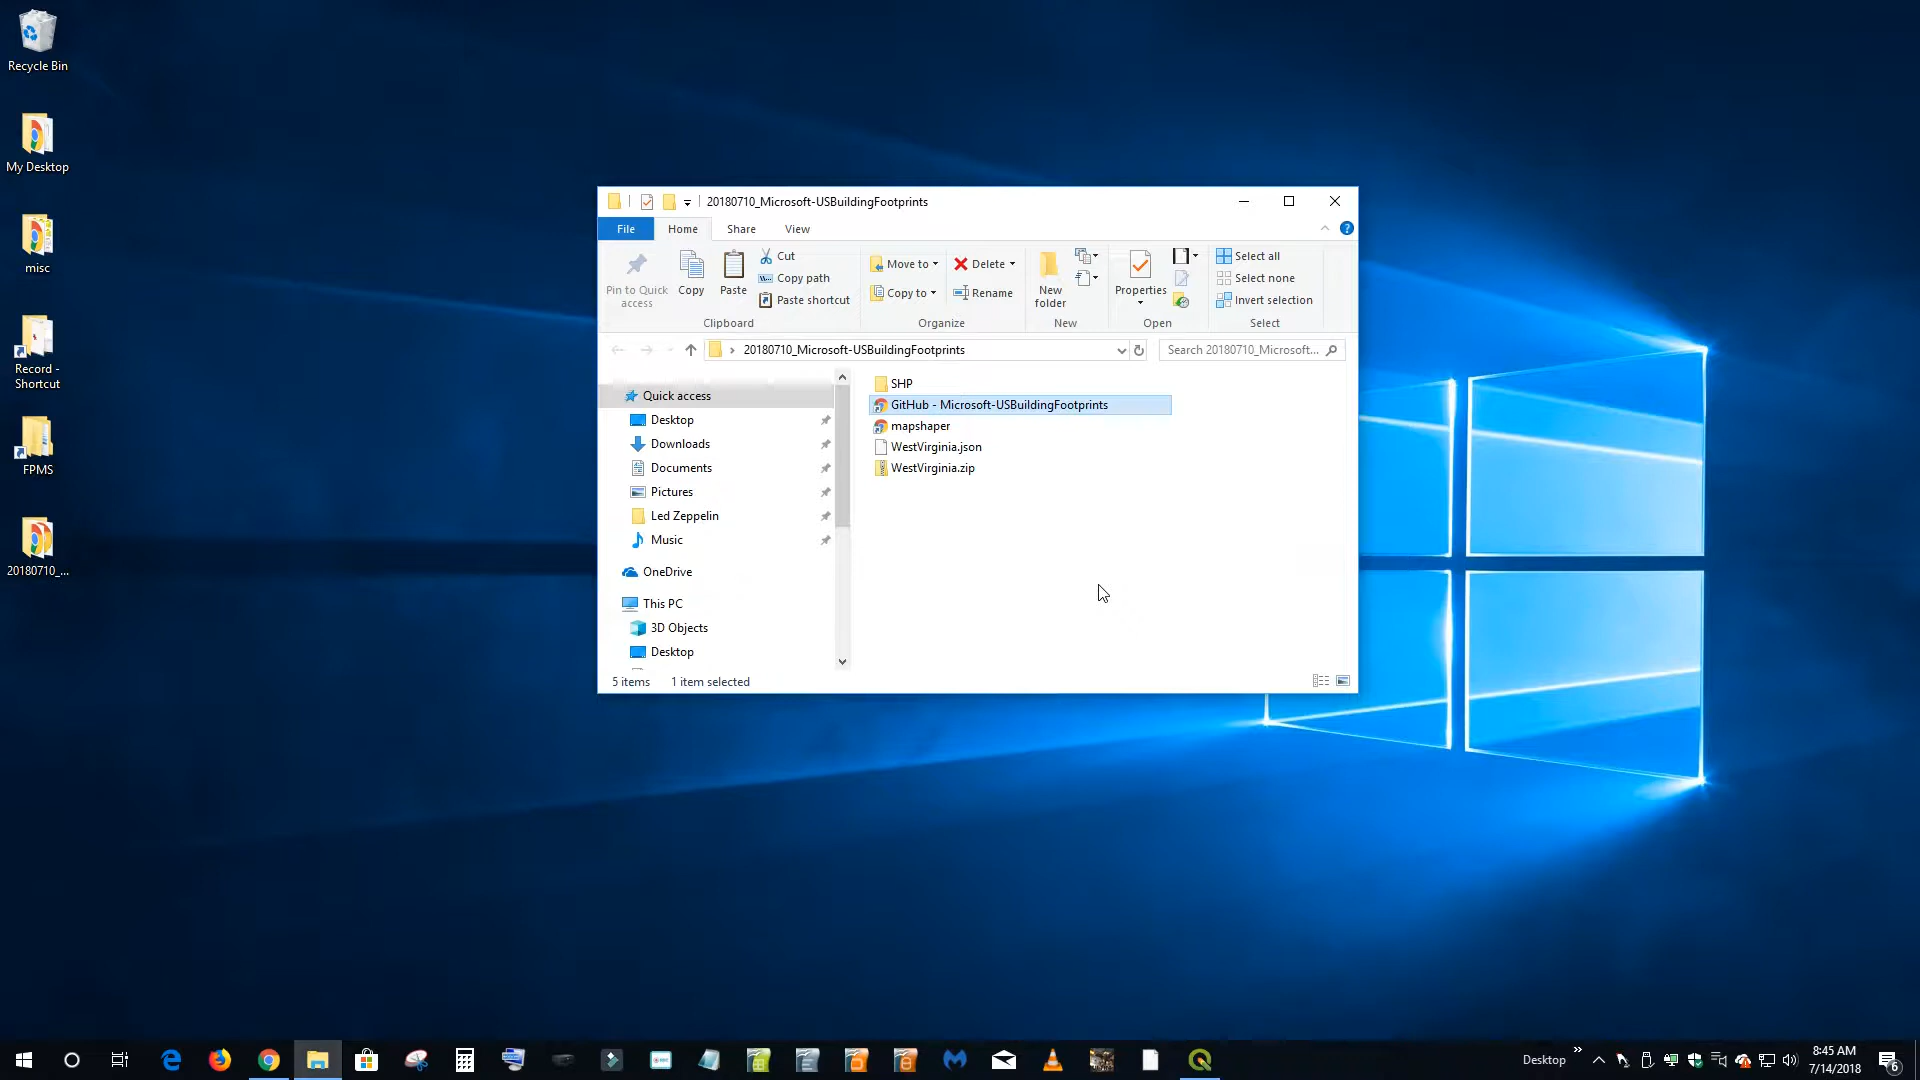 Recycle Bin
My Desktop
misc
Record -
Shortcut
FPMS
20180710_...
20180710_Microsoft-USBuildingFootprints
File Home Share View
Pin to Quick
access
Copy
Paste
Cut
Copy path
Paste shortcut
Clipboard
Move to
Copy to
Delete
Rename
Organize
New
folder
New
Properties
Open
Select all
Select none
Invert selection
Select
20180710_Microsoft-USBuildingFootprints
Search 20180710_Microsoft...
Quick access
Desktop
Downloads
Documents
Pictures
Led Zeppelin
Music
OneDrive
This PC
3D Objects
Desktop
SHP
GitHub - Microsoft-USBuildingFootprints
mapshaper
WestVirginia.json
WestVirginia.zip
5 items 1 item selected
Desktop
8:45 AM
7/14/2018
6